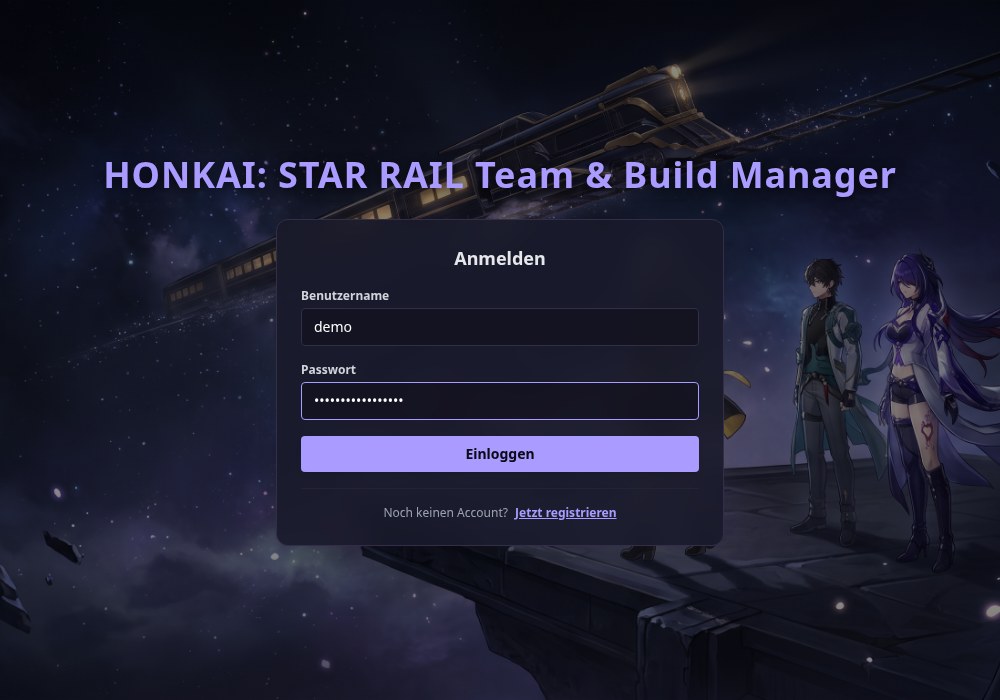 HONKAI: STAR RAIL Team & Build Manager
Anmelden
Benutzername
demo
Passwort
•••••••••••••••••
Einloggen
Noch keinen Account? Jetzt registrieren